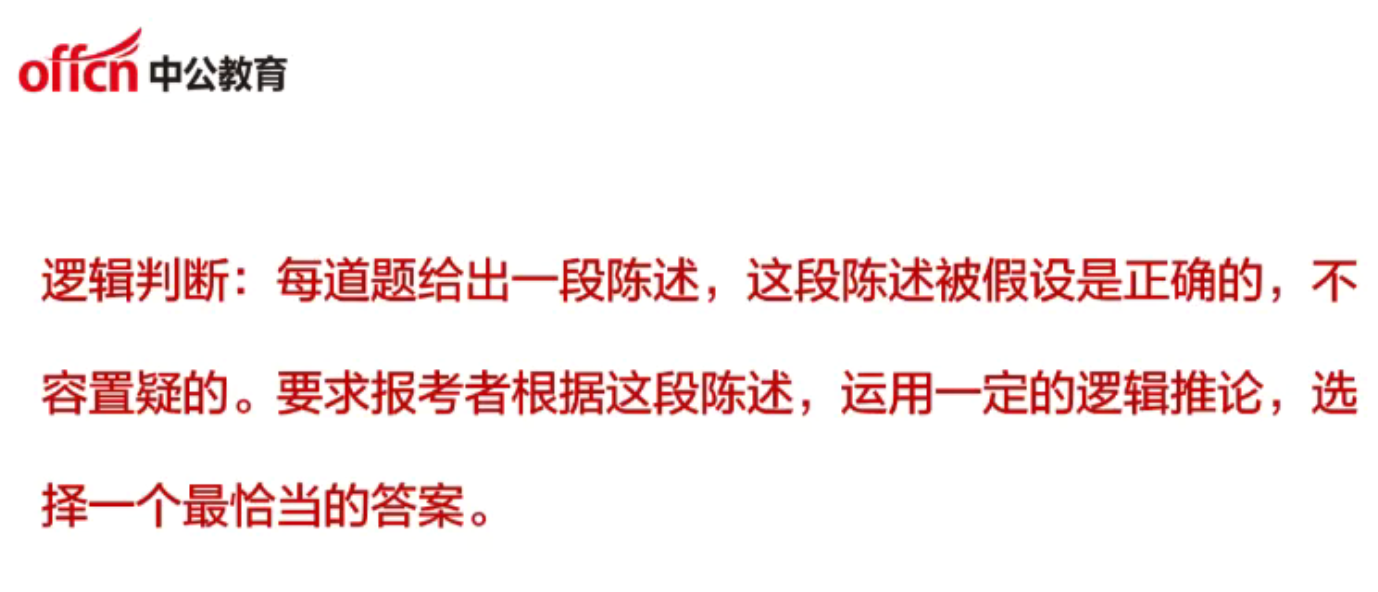 offcn 中公教育
逻辑判断：每道题给出一段陈述，这段陈述被假设是正确的，不
容置疑的。要求报考者根据这段陈述，运用一定的逻辑推论，选
择一个最恰当的答案。